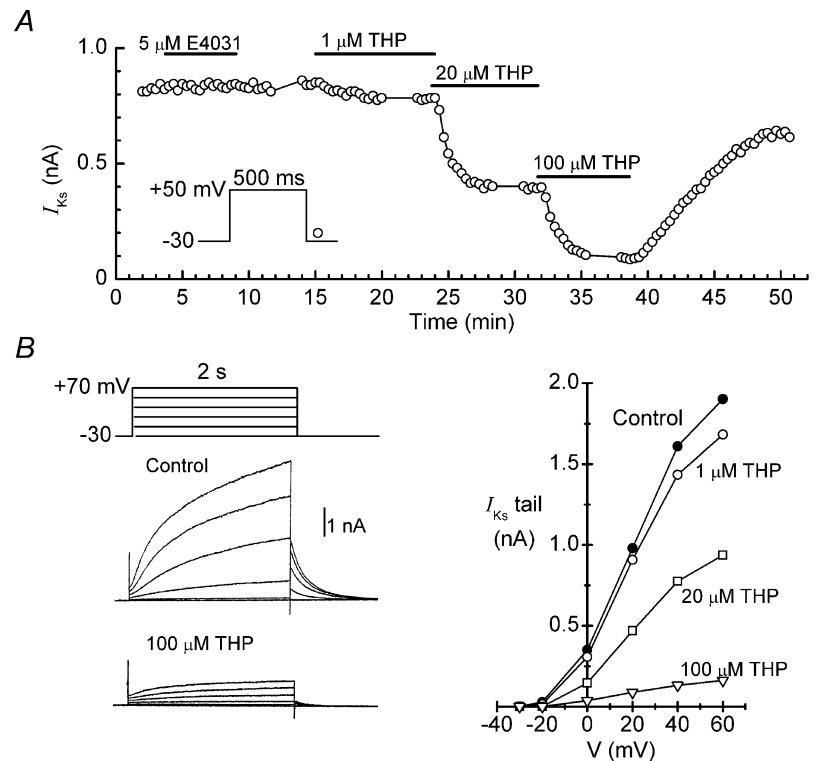 A
5 µM E4031
1 µM THP
20 µM THP
100 µM THP
1.0
0.5
0
IKs (nA)
+50 mV
500 ms
-30
0 5 10 15 20 25 30 35 40 45 50
Time (min)
B
2 s
+70 mV
-30
Control
1 nA
100 µM THP
2.0
1.5
1.0
0.5
IKs tail
(nA)
Control
1 µM THP
20 µM THP
100 µM THP
-40 -20 0 20 40 60
V (mV)